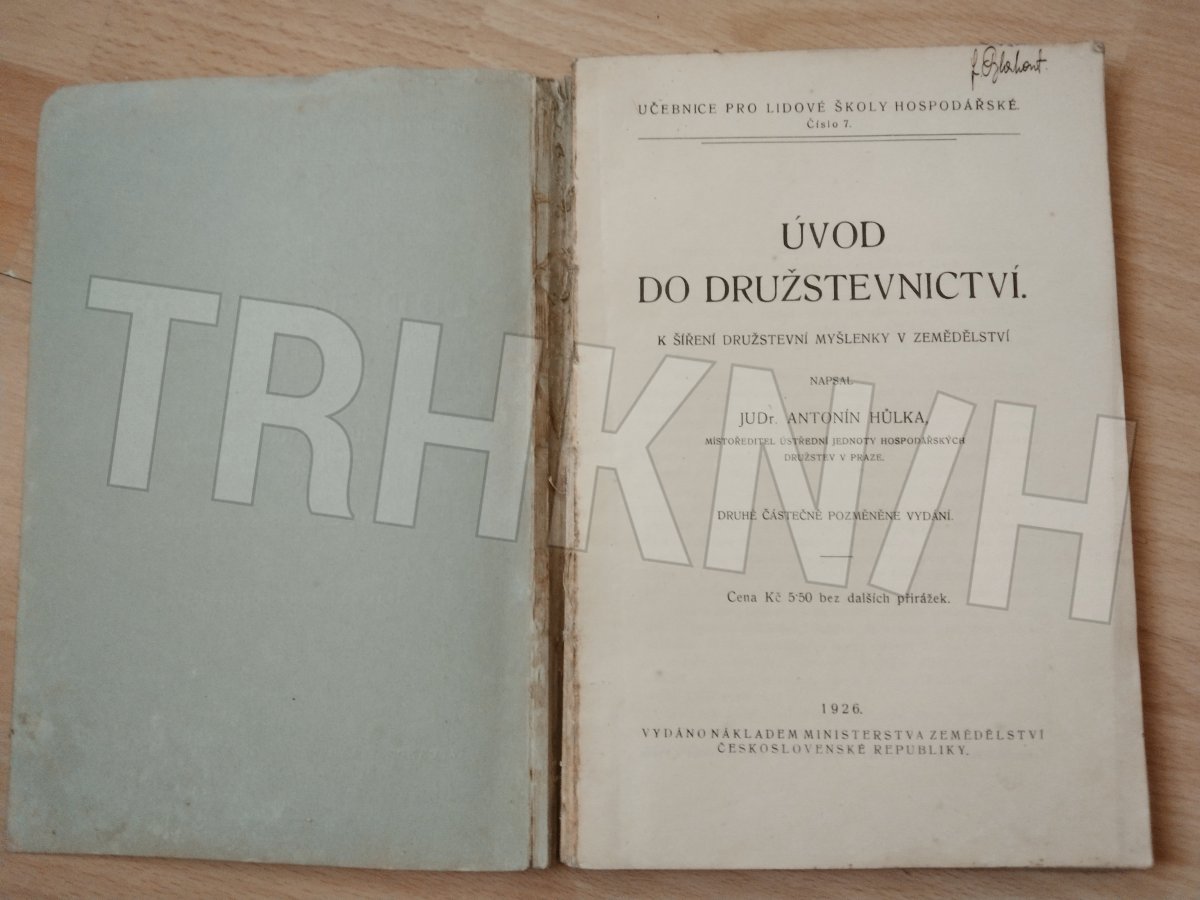 J. Blahout.
UČEBNICE PRO LIDOVÉ ŠKOLY HOSPODÁŘSKÉ.
Číslo 7.
ÚVOD
DO DRUŽSTEVNICTVÍ.
K ŠÍŘENÍ DRUŽSTEVNÍ MYŠLENKY V ZEMĚDĚLSTVÍ
NAPSAL
JUDr. ANTONÍN HŮLKA,
MÍSTOŘEDITEL ÚSTŘEDNÍ JEDNOTY HOSPODÁŘSKÝCH
DRUŽSTEV V PRAZE.
DRUHÉ ČÁSTEČNĚ POZMĚNĚNÉ VYDÁNÍ.
Cena Kč 5·50 bez dalších přirážek.
1926.
VYDÁNO NÁKLADEM MINISTERSTVA ZEMĚDĚLSTVÍ
ČESKOSLOVENSKÉ REPUBLIKY.
TRHKNIH